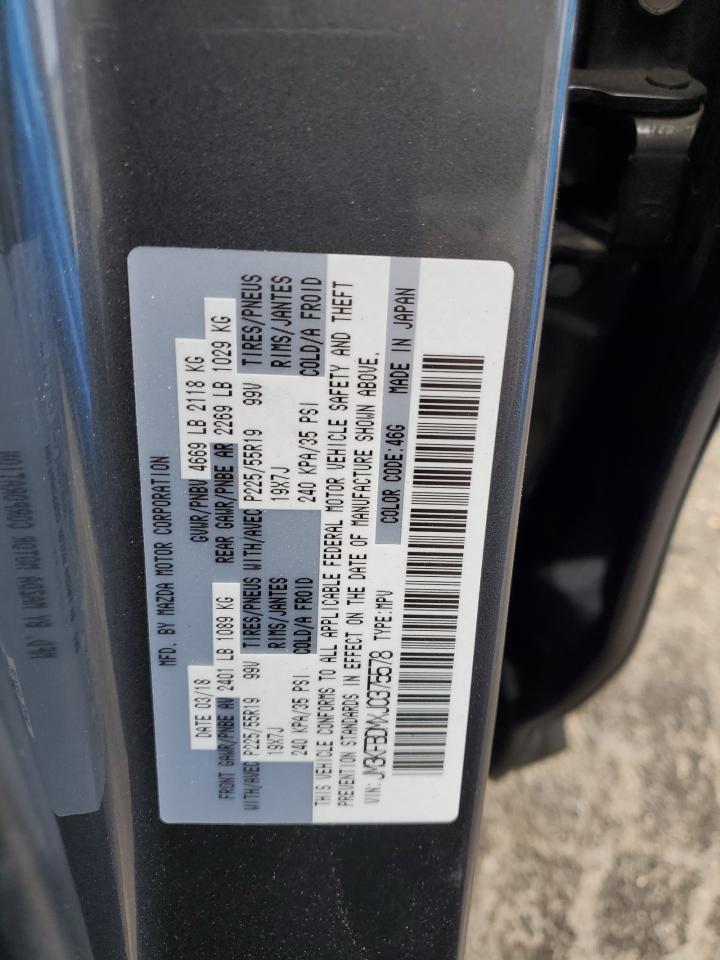 MFD. BY MAZDA MOTOR CORPORATION
DATE 03/18 GVWR/PNBV 4669 LB 2118 KG
FRONT GAWR/PNBE AV 2401 LB 1089 KG REAR GAWR/PNBE AR 2269 LB 1029 KG
WITH/AVEC P225/55R19 99V TIRES/PNEUS WITH/AVEC P225/55R19 99V TIRES/PNEUS
19X7J RIMS/JANTES 19X7J RIMS/JANTES
240 KPA/35 PSI COLD/A FROID 240 KPA/35 PSI COLD/A FROID
THIS VEHICLE CONFORMS TO ALL APPLICABLE FEDERAL MOTOR VEHICLE SAFETY AND THEFT
PREVENTION STANDARDS IN EFFECT ON THE DATE OF MANUFACTURE SHOWN ABOVE.
VIN: JM3KFBDMXJ0375578 TYPE:MPV COLOR CODE:46G MADE IN JAPAN